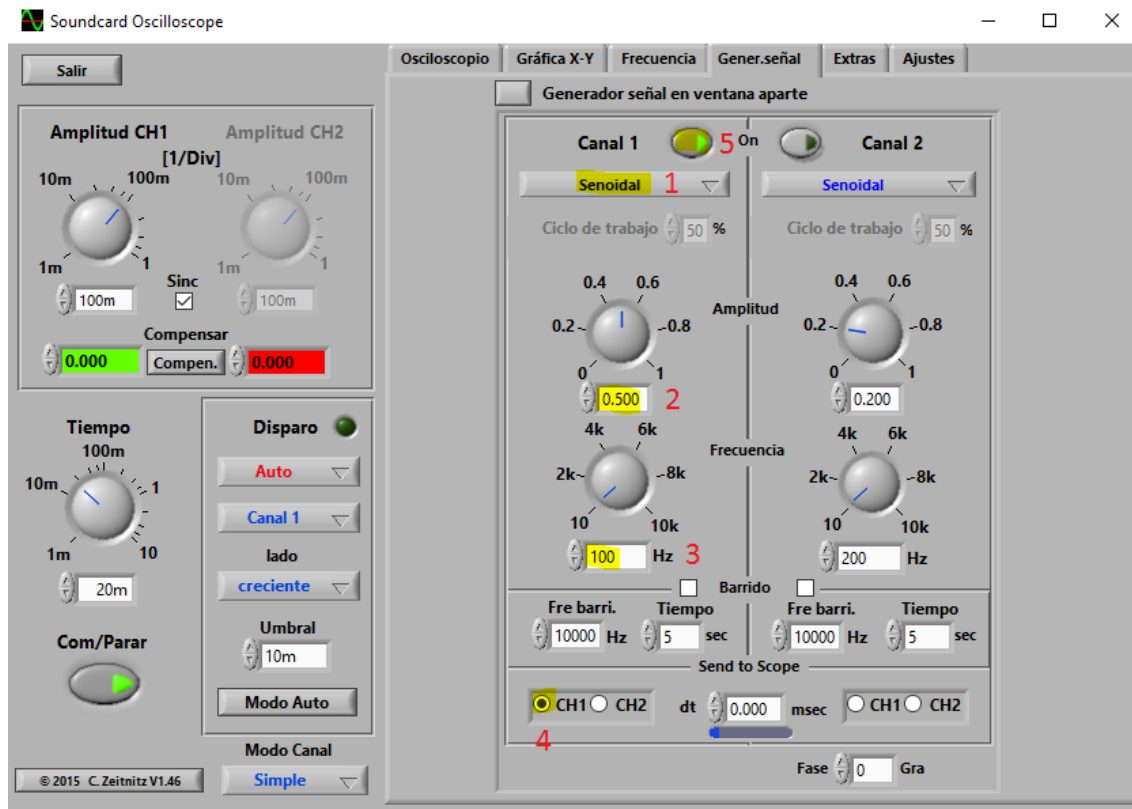 Soundcard Oscilloscope
Salir
Osciloscopio Gráfica X-Y Frecuencia Gener.señal Extras Ajustes
Generador señal en ventana aparte
Amplitud CH1 Amplitud CH2
[1/Div]
10m 100m 10m 100m
1m 1 1m 1
Sinc
100m 100m
Compensar
0.000 Compen. 0.000
Tiempo
100m
10m 1
1m 10
20m
Com/Parar
© 2015 C. Zeitnitz V1.46
Disparo
Auto
Canal 1
lado
creciente
Umbral
10m
Modo Auto
Modo Canal
Simple
Canal 1 5 On Canal 2
Senoidal 1 Senoidal
Ciclo de trabajo 50 % Ciclo de trabajo 50 %
0.4 0.6 0.4 0.6
Amplitud
0.2 0.8 0.2 0.8
0 1 0 1
0.500 2 0.200
4k 6k 4k 6k
Frecuencia
2k 8k 2k 8k
10 10k 10 10k
100 Hz 3 200 Hz
Barrido
Fre barri. Tiempo Fre barri. Tiempo
10000 Hz 5 sec 10000 Hz 5 sec
Send to Scope
CH1 CH2 dt 0.000 msec CH1 CH2
4
Fase 0 Gra